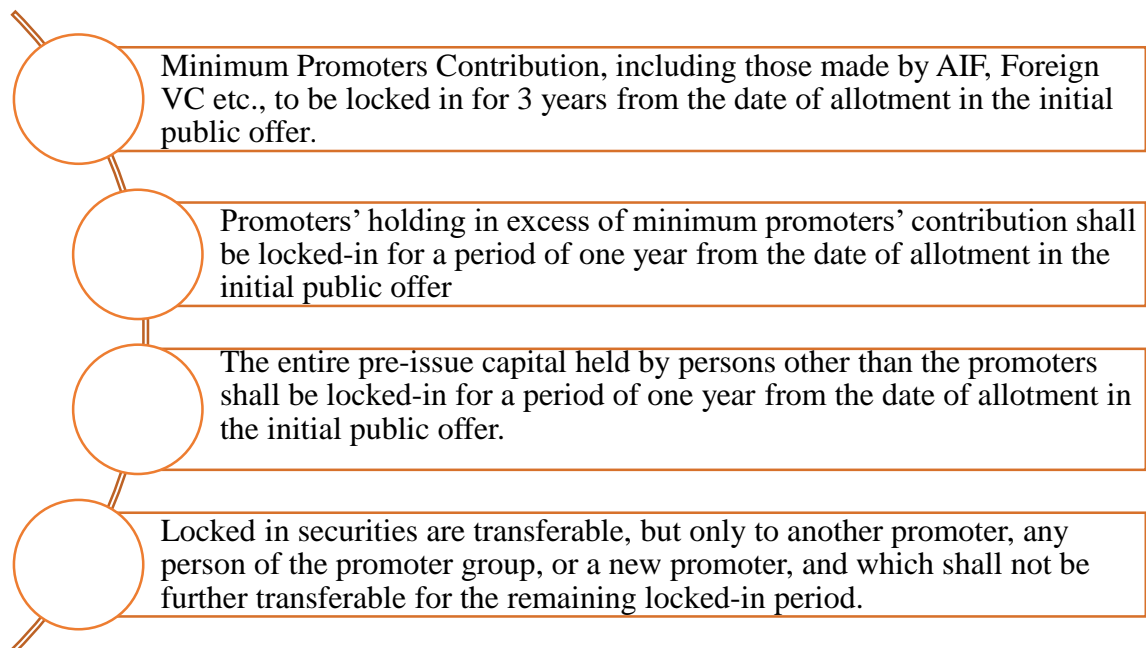 Minimum Promoters Contribution, including those made by AIF, Foreign
VC etc., to be locked in for 3 years from the date of allotment in the initial
public offer.
Promoters’ holding in excess of minimum promoters’ contribution shall
be locked-in for a period of one year from the date of allotment in the
initial public offer
The entire pre-issue capital held by persons other than the promoters
shall be locked-in for a period of one year from the date of allotment in
the initial public offer.
Locked in securities are transferable, but only to another promoter, any
person of the promoter group, or a new promoter, and which shall not be
further transferable for the remaining locked-in period.